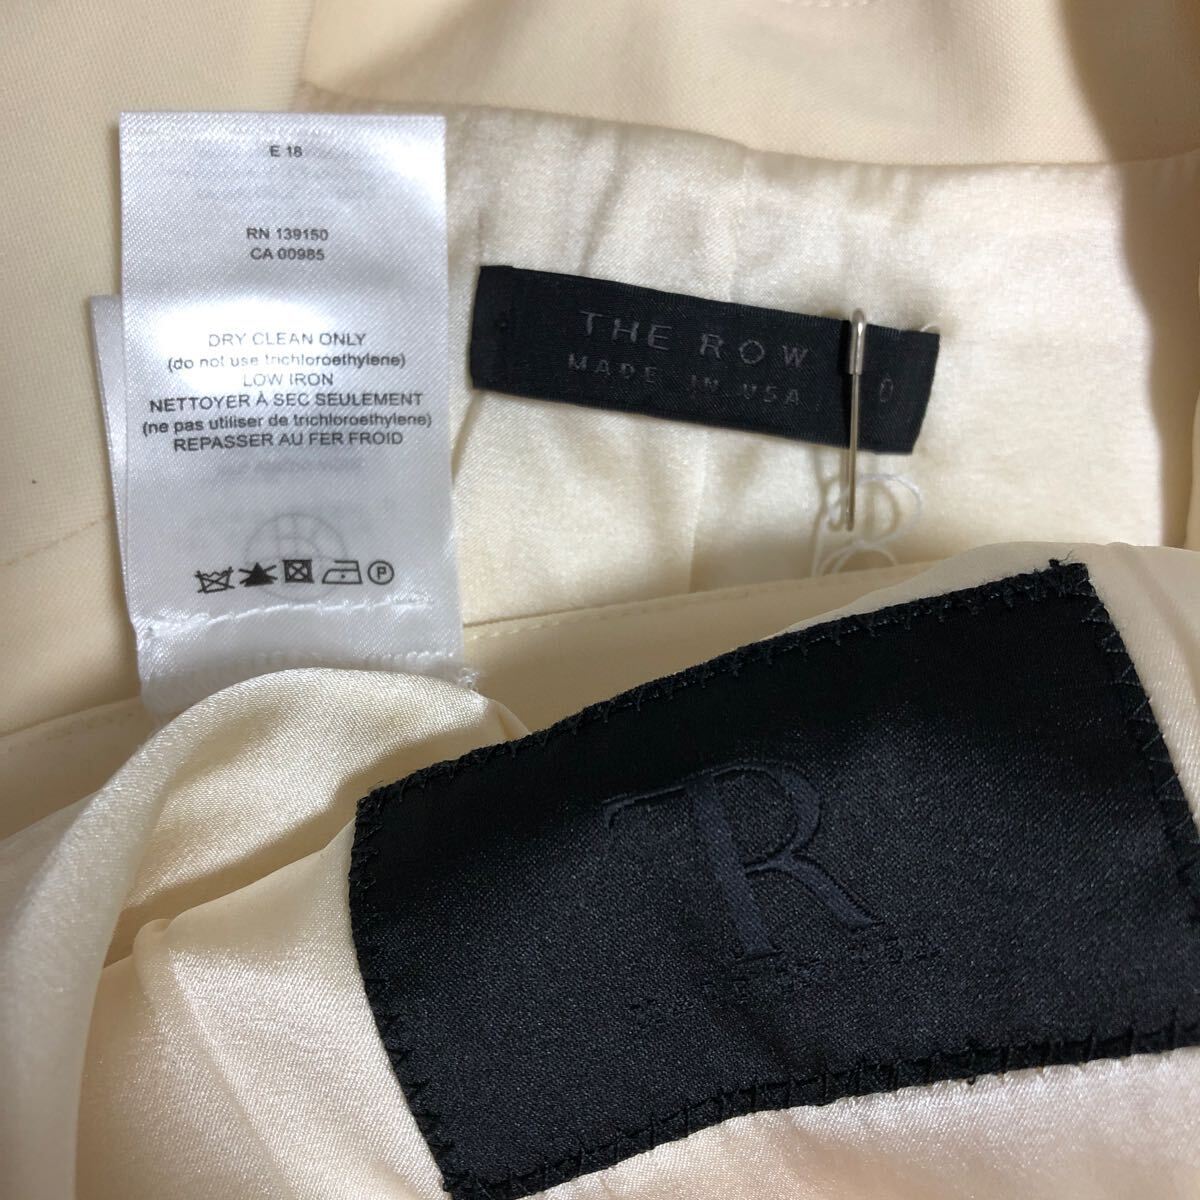 E 18
RN 139150
CA 00985
DRY CLEAN ONLY
(do not use trichloroethylene)
LOW IRON
NETTOYER À SEC SEULEMENT
(ne pas utiliser de trichloroethylene)
REPASSER AU FER FROID
P
THE ROW
MADE IN USA
0
TR